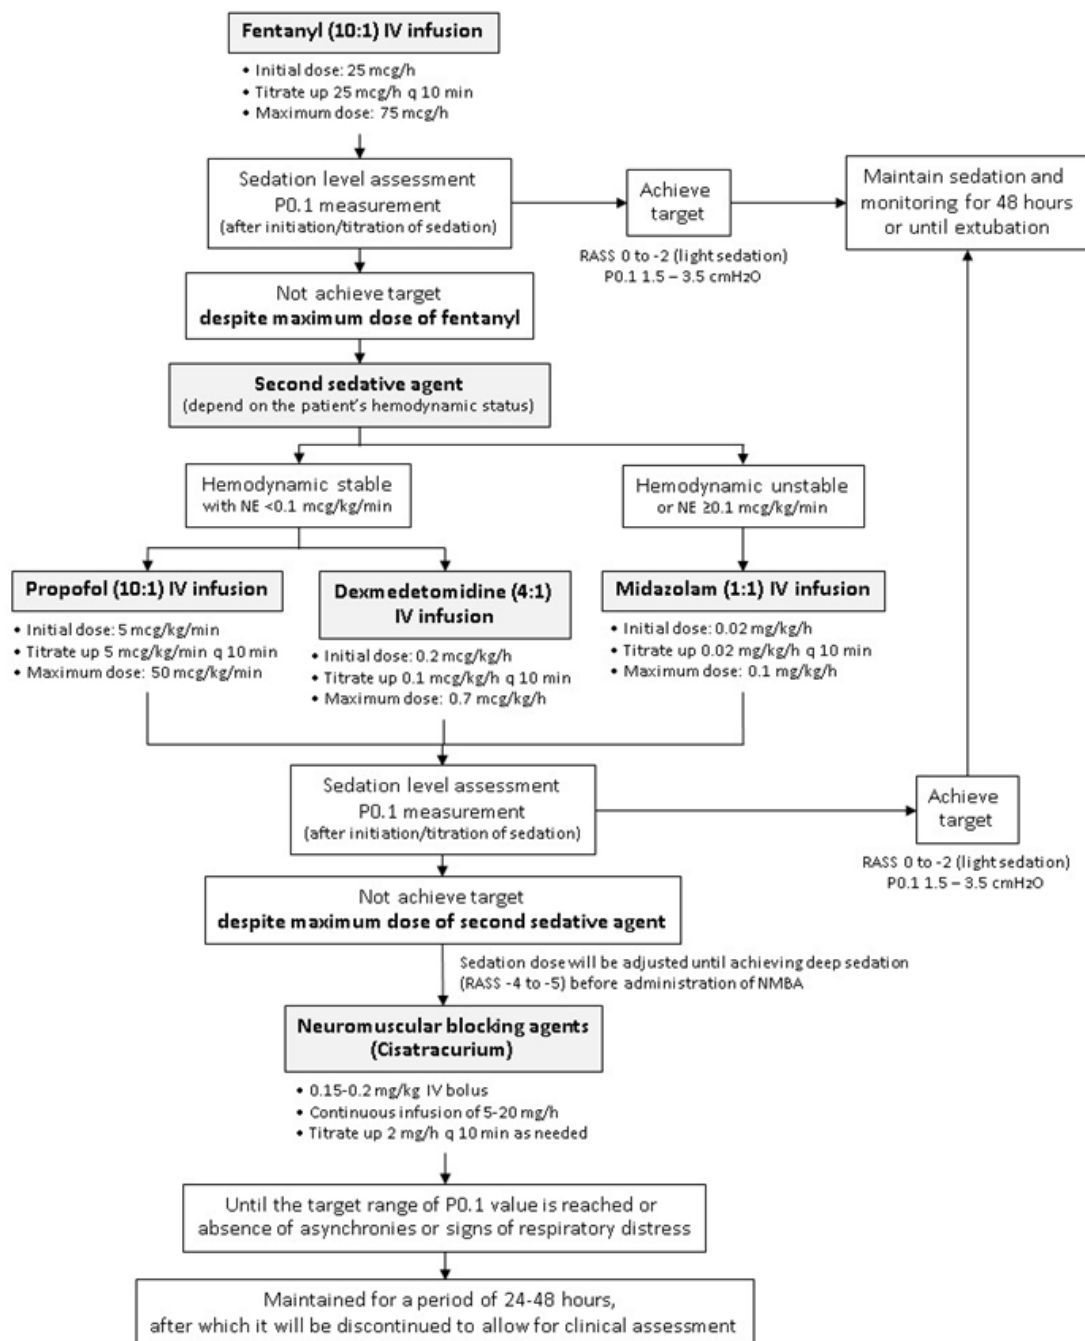 Fentanyl (10:1) IV infusion
• Initial dose: 25 mcg/h
• Titrate up 25 mcg/h q 10 min
• Maximum dose: 75 mcg/h
Sedation level assessment
P0.1 measurement
(after initiation/titration of sedation)
Achieve
target
RASS 0 to -2 (light sedation)
P0.1 1.5 – 3.5 cmH2O
Maintain sedation and
monitoring for 48 hours
or until extubation
Not achieve target
despite maximum dose of fentanyl
Second sedative agent
(depend on the patient's hemodynamic status)
Hemodynamic stable
with NE <0.1 mcg/kg/min
Hemodynamic unstable
or NE ≥0.1 mcg/kg/min
Propofol (10:1) IV infusion
• Initial dose: 5 mcg/kg/min
• Titrate up 5 mcg/kg/min q 10 min
• Maximum dose: 50 mcg/kg/min
Dexmedetomidine (4:1)
IV infusion
• Initial dose: 0.2 mcg/kg/h
• Titrate up 0.1 mcg/kg/h q 10 min
• Maximum dose: 0.7 mcg/kg/h
Midazolam (1:1) IV infusion
• Initial dose: 0.02 mg/kg/h
• Titrate up 0.02 mg/kg/h q 10 min
• Maximum dose: 0.1 mg/kg/h
Sedation level assessment
P0.1 measurement
(after initiation/titration of sedation)
Achieve
target
RASS 0 to -2 (light sedation)
P0.1 1.5 – 3.5 cmH2O
Not achieve target
despite maximum dose of second sedative agent
Sedation dose will be adjusted until achieving deep sedation
(RASS -4 to -5) before administration of NMBA
Neuromuscular blocking agents
(Cisatracurium)
• 0.15-0.2 mg/kg IV bolus
• Continuous infusion of 5-20 mg/h
• Titrate up 2 mg/h q 10 min as needed
Until the target range of P0.1 value is reached or
absence of asynchronies or signs of respiratory distress
Maintained for a period of 24-48 hours,
after which it will be discontinued to allow for clinical assessment